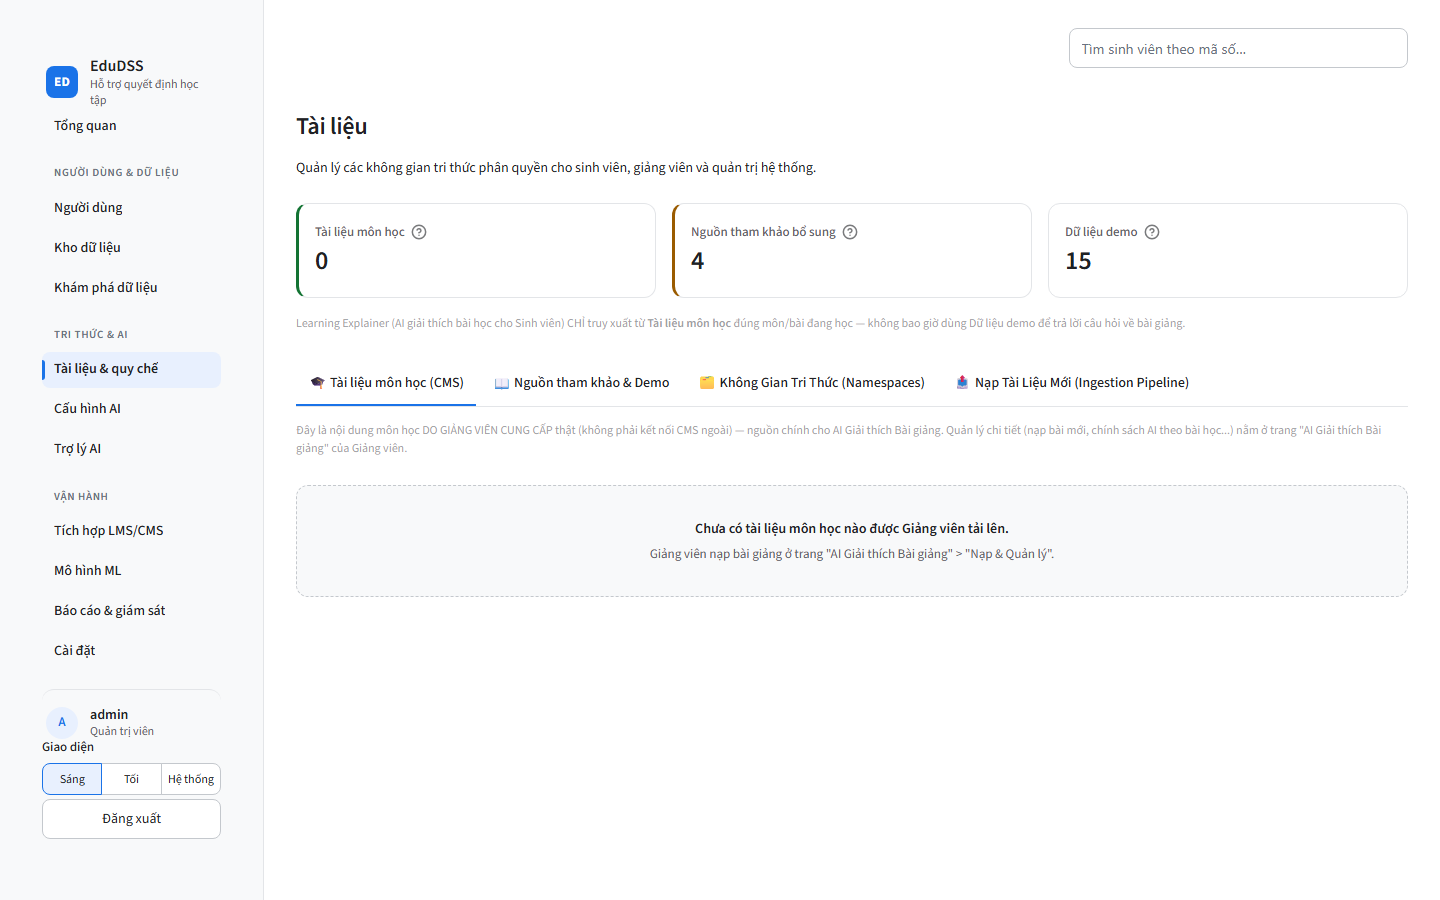 ED
EduDSS
Hỗ trợ quyết định học
tập
Tổng quan
NGƯỜI DÙNG & DỮ LIỆU
Người dùng
Kho dữ liệu
Khám phá dữ liệu
TRI THỨC & AI
Tài liệu & quy chế
Cấu hình AI
Trợ lý AI
VẬN HÀNH
Tích hợp LMS/CMS
Mô hình ML
Báo cáo & giám sát
Cài đặt
A
admin
Quản trị viên
Giao diện
Sáng
Tối
Hệ thống
Đăng xuất
Tìm sinh viên theo mã số...
Tài liệu
Quản lý các không gian tri thức phân quyền cho sinh viên, giảng viên và quản trị hệ thống.
Tài liệu môn học ?
0
Nguồn tham khảo bổ sung ?
4
Dữ liệu demo ?
15
Learning Explainer (AI giải thích bài học cho Sinh viên) CHỈ truy xuất từ Tài liệu môn học đúng môn/bài đang học — không bao giờ dùng Dữ liệu demo để trả lời câu hỏi về bài giảng.
🎓 Tài liệu môn học (CMS)
📖 Nguồn tham khảo & Demo
🗂️ Không Gian Tri Thức (Namespaces)
📤 Nạp Tài Liệu Mới (Ingestion Pipeline)
Đây là nội dung môn học DO GIẢNG VIÊN CUNG CẤP thật (không phải kết nối CMS ngoài) — nguồn chính cho AI Giải thích Bài giảng. Quản lý chi tiết (nạp bài mới, chính sách AI theo bài học...) nằm ở trang "AI Giải thích Bài
giảng" của Giảng viên.
Chưa có tài liệu môn học nào được Giảng viên tải lên.
Giảng viên nạp bài giảng ở trang "AI Giải thích Bài giảng" > "Nạp & Quản lý".